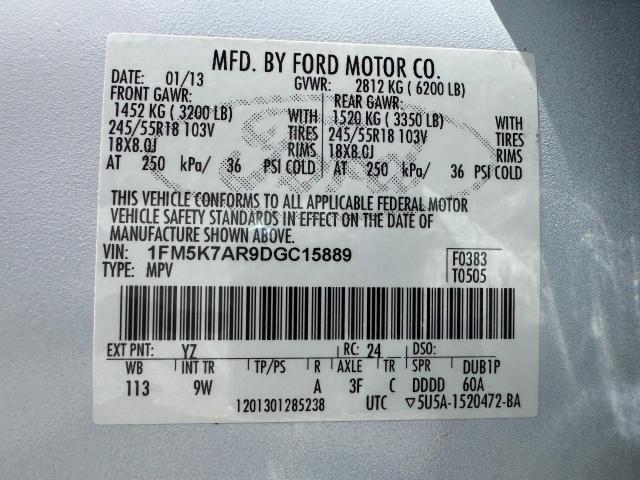 MFD. BY FORD MOTOR CO.
DATE: 01/13 GVWR: 2812 KG ( 6200 LB)
FRONT GAWR: REAR GAWR:
1452 KG ( 3200 LB) WITH 1520 KG ( 3350 LB) WITH
245/55R18 103V TIRES 245/55R18 103V TIRES
18X8.0J RIMS 18X8.0J RIMS
AT 250 kPa/ 36 PSI COLD AT 250 kPa/ 36 PSI COLD
THIS VEHICLE CONFORMS TO ALL APPLICABLE FEDERAL MOTOR
VEHICLE SAFETY STANDARDS IN EFFECT ON THE DATE OF
MANUFACTURE SHOWN ABOVE.
VIN: 1FM5K7AR9DGC15889 F0383
TYPE: MPV T0505
EXT PNT: YZ RC: 24 DSO:
WB INT TR TP/PS R AXLE TR SPR DUB1P
113 9W A 3F C DDDD 60A
1201301285238 UTC ▽5U5A-1520472-BA
Ford